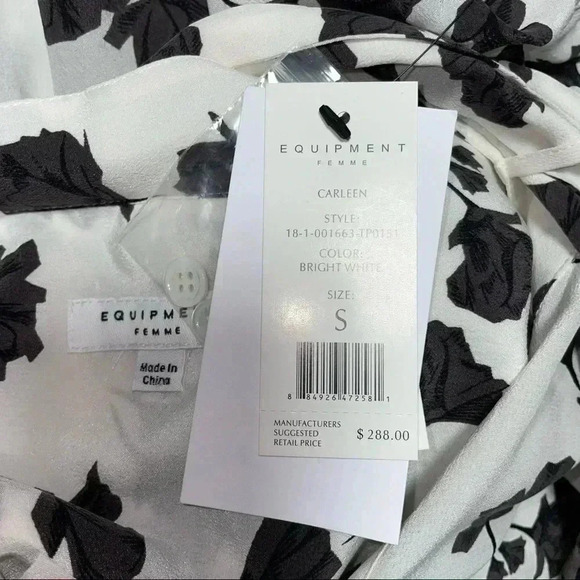 EQUIPMENT
FEMME
CARLEEN
STYLE:
18-1-001663-TP0151
COLOR:
BRIGHT WHITE
SIZE:
S
8 84926 47258 1
MANUFACTURERS
SUGGESTED
RETAIL PRICE
$ 288.00
EQUIPME
FEMME
Made In
China